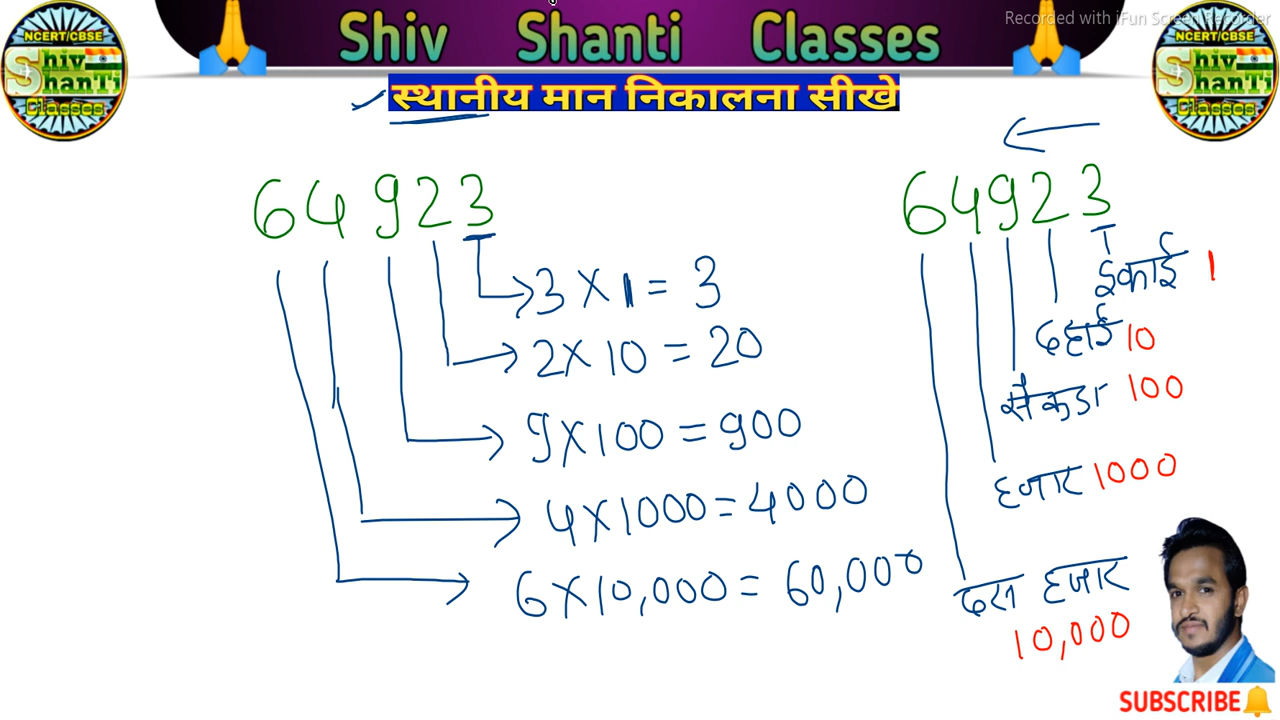 Recorded with iFun Screen Recorder
Shiv Shanti Classes
NCERT/CBSE
Shiv
ShanTi
Classes
NCERT/CBSE
Shiv
ShanTi
Classes
स्थानीय मान निकालना सीखे
64923
3 X 1 = 3
2 X 10 = 20
9 X 100 = 900
4 X 1000 = 4000
6 X 10,000 = 60,000
64923
इकाई 1
दहाई 10
सैकडा 100
हजार 1000
दस हजार
10,000
SUBSCRIBE